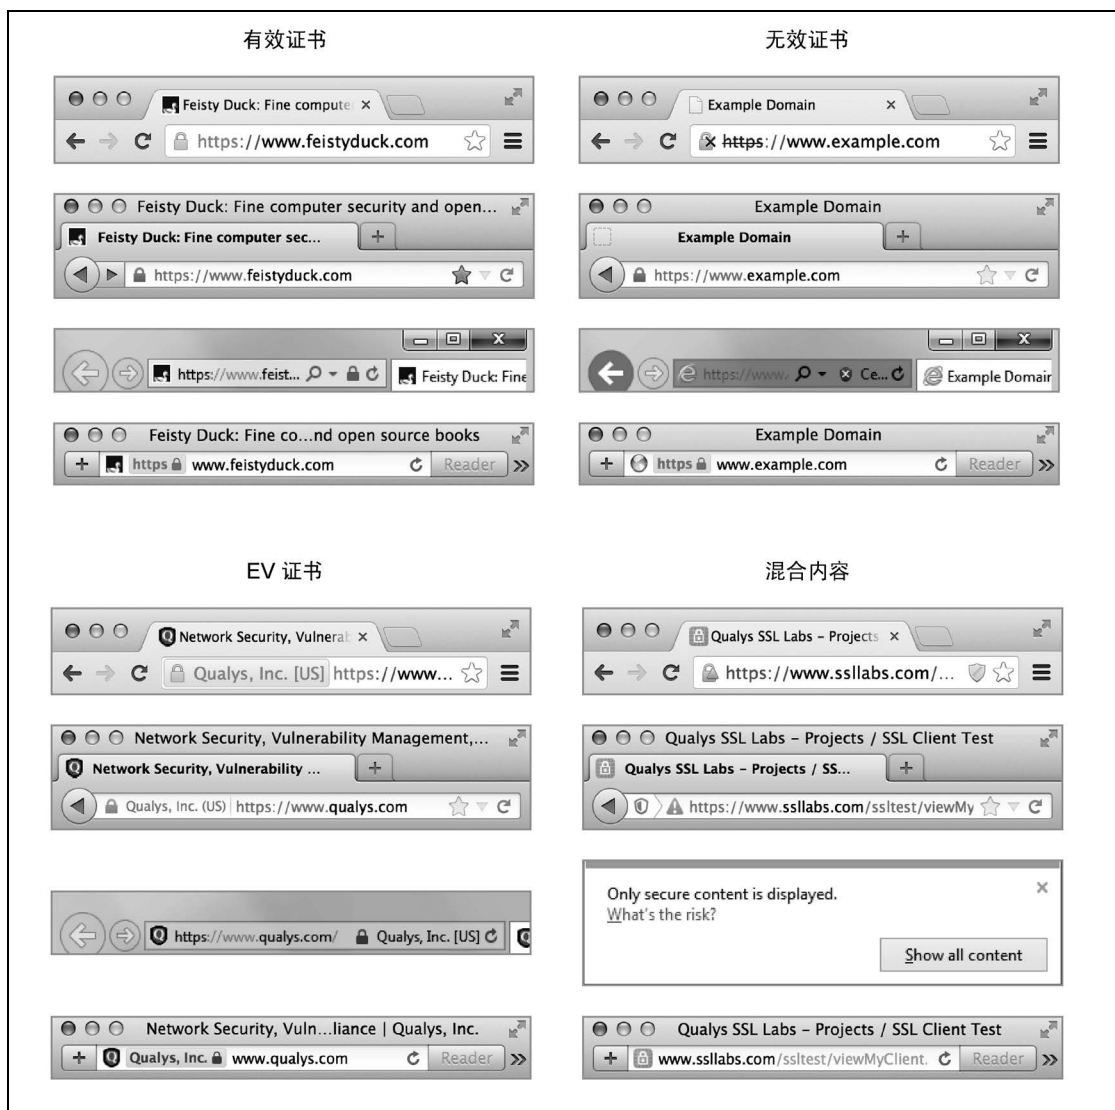 有效证书
Feisty Duck: Fine compute
https://www.feistyduck.com
Feisty Duck: Fine computer security and open...
Feisty Duck: Fine computer sec...
https://www.feistyduck.com
https://www.feist...
Feisty Duck: Fine
Feisty Duck: Fine co...nd open source books
https www.feistyduck.com Reader
无效证书
Example Domain
https://www.example.com
Example Domain
Example Domain
https://www.example.com
https://www. Ce...
Example Domain
Example Domain
https www.example.com Reader
EV 证书
Network Security, Vulnerab
Qualys, Inc. [US] https://www...
Network Security, Vulnerability Management,...
Network Security, Vulnerability ...
Qualys, Inc. (US) https://www.qualys.com
https://www.qualys.com/ Qualys, Inc. [US]
Network Security, Vuln...liance | Qualys, Inc.
Qualys, Inc. www.qualys.com Reader
混合内容
Qualys SSL Labs - Projects
https://www.ssllabs.com/...
Qualys SSL Labs - Projects / SSL Client Test
Qualys SSL Labs - Projects / SS...
https://www.ssllabs.com/ssltest/viewMy
Only secure content is displayed.
What's the risk?
Show all content
Qualys SSL Labs - Projects / SSL Client Test
www.ssllabs.com/ssltest/viewMyClient. Reader